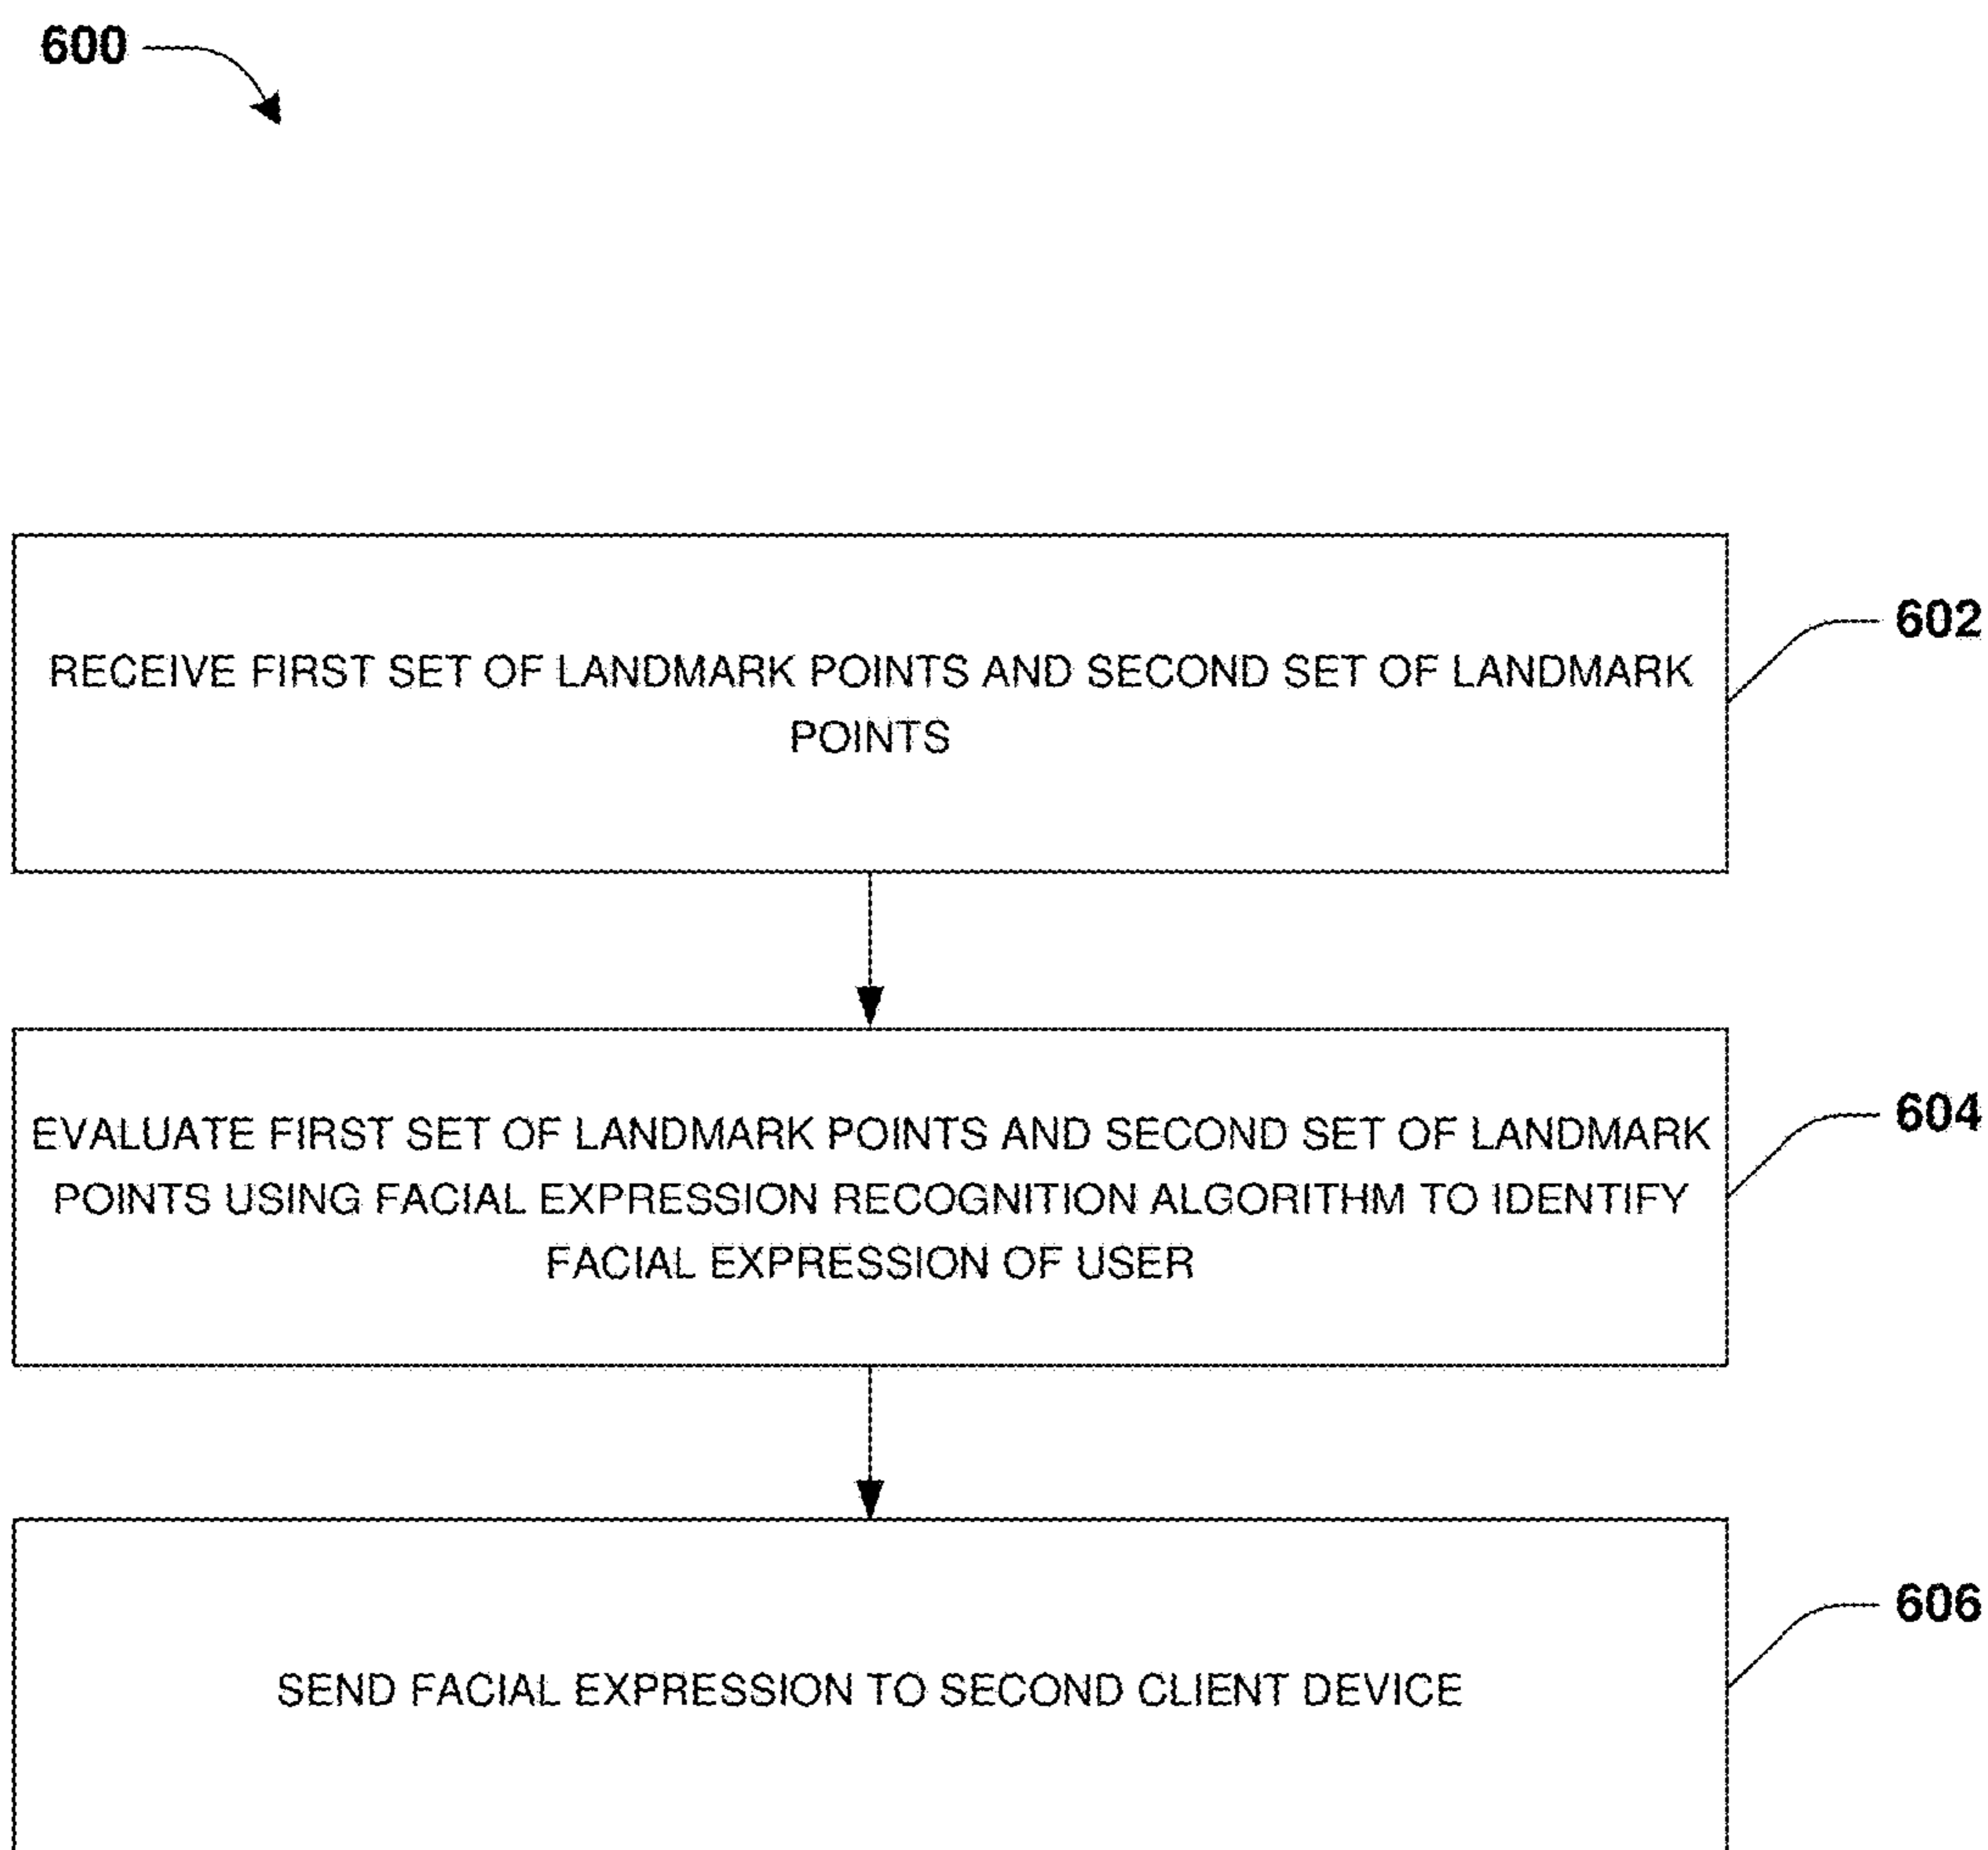 600
RECEIVE FIRST SET OF LANDMARK POINTS AND SECOND SET OF LANDMARK
POINTS
602
EVALUATE FIRST SET OF LANDMARK POINTS AND SECOND SET OF LANDMARK
POINTS USING FACIAL EXPRESSION RECOGNITION ALGORITHM TO IDENTIFY
FACIAL EXPRESSION OF USER
604
SEND FACIAL EXPRESSION TO SECOND CLIENT DEVICE
606